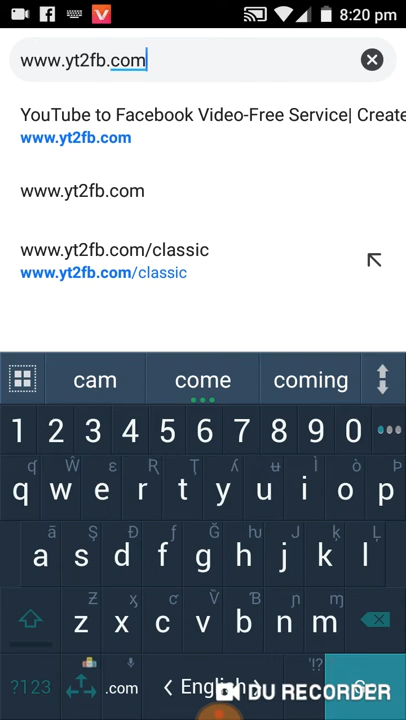 8:20 pm
www.yt2fb.com
YouTube to Facebook Video-Free Service| Create
www.yt2fb.com
www.yt2fb.com
www.yt2fb.com/classic
www.yt2fb.com/classic
cam come coming
1 2 3 4 5 6 7 8 9 0
q w e r t y u i o p
a s d f g h j k l
z x c v b n m
?123 .com < English >
DU RECORDER